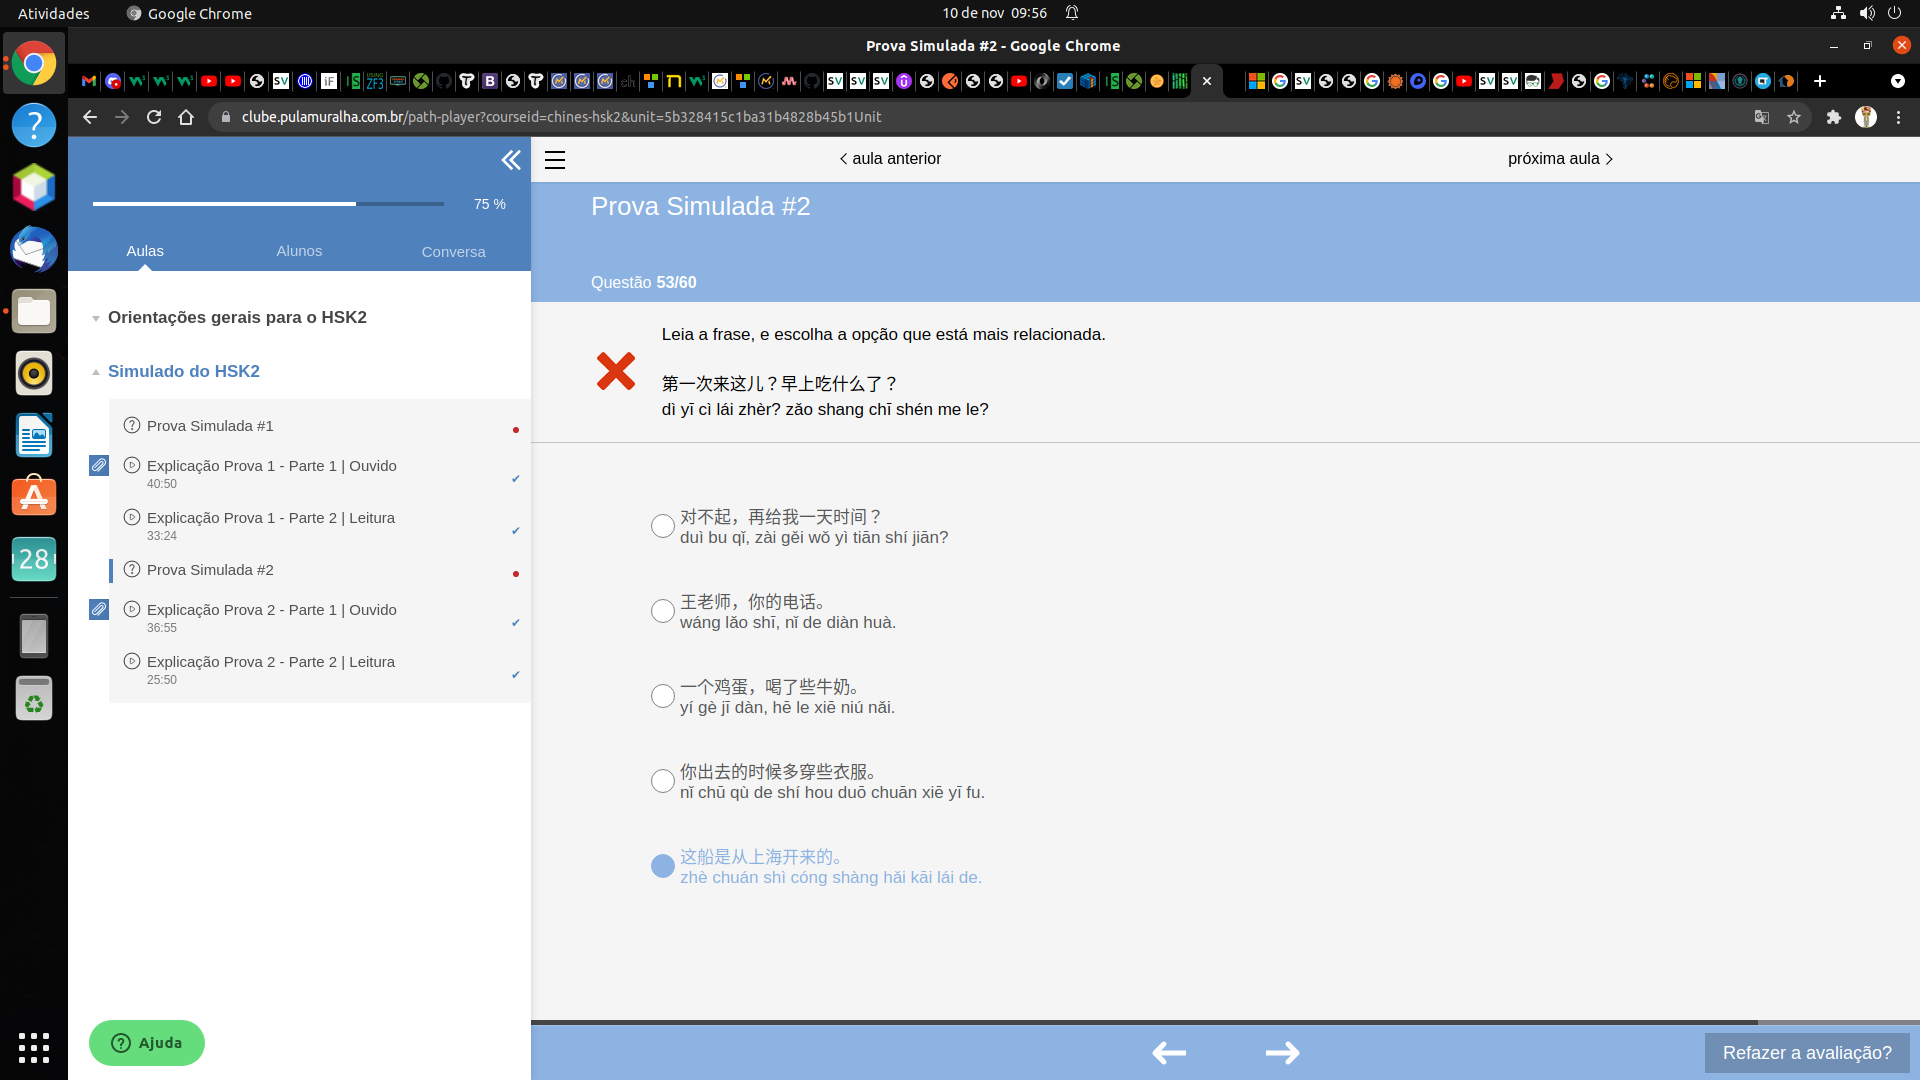 Atividades
Google Chrome
10 de nov 09:56
Prova Simulada #2 - Google Chrome
clube.pulamuralha.com.br/path-player?courseid=chines-hsk2&unit=5b328415c1ba31b4828b45b1Unit
aula anterior
próxima aula
75 %
Aulas
Alunos
Conversa
Orientações gerais para o HSK2
Simulado do HSK2
Prova Simulada #1
Explicação Prova 1 - Parte 1 | Ouvido
40:50
Explicação Prova 1 - Parte 2 | Leitura
33:24
Prova Simulada #2
Explicação Prova 2 - Parte 1 | Ouvido
36:55
Explicação Prova 2 - Parte 2 | Leitura
25:50
Ajuda
28
Prova Simulada #2
Questão 53/60
Leia a frase, e escolha a opção que está mais relacionada.
第一次来这儿？早上吃什么了？
dì yī cì lái zhèr? zǎo shang chī shén me le?
对不起，再给我一天时间？
duì bu qǐ, zài gěi wǒ yì tiān shí jiān?
王老师，你的电话。
wáng lǎo shī, nǐ de diàn huà.
一个鸡蛋，喝了些牛奶。
yí gè jī dàn, hē le xiē niú nǎi.
你出去的时候多穿些衣服。
nǐ chū qù de shí hou duō chuān xiē yī fu.
这船是从上海开来的。
zhè chuán shì cóng shàng hǎi kāi lái de.
Refazer a avaliação?